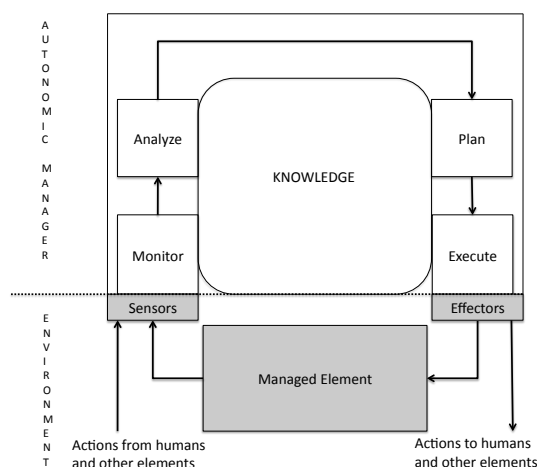 AUTONOMIC MANAGER
Analyze
Plan
KNOWLEDGE
Monitor
Execute
Sensors
Effectors
ENVIRONMENT
Managed Element
Actions from humans
and other elements
Actions to humans
and other elements